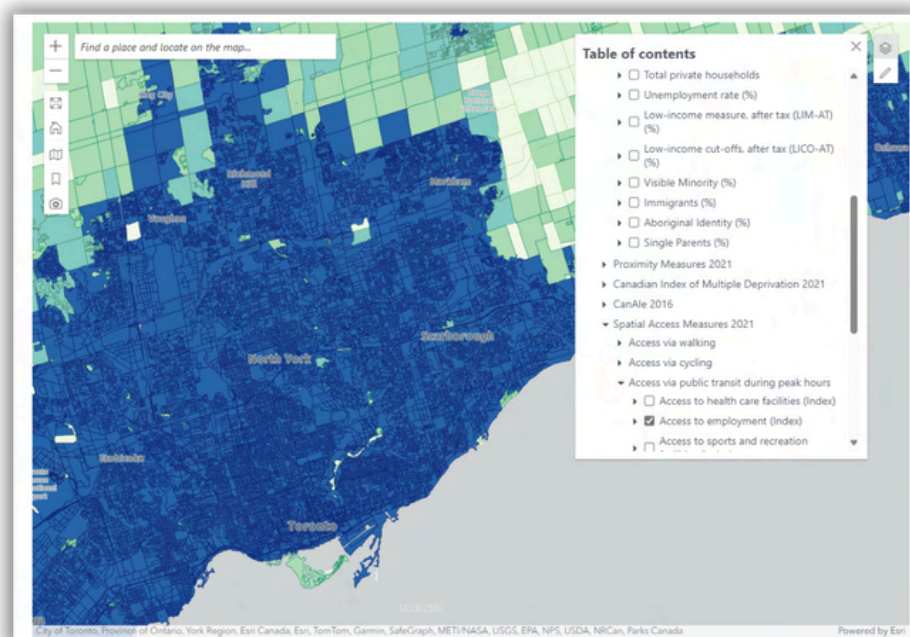 Find a place and locate on the map...
Table of contents
Total private households
Unemployment rate (%)
Low-income measure, after tax (LIM-AT)
(%)
Low-income cut-offs, after tax (LICO-AT)
(%)
Visible Minority (%)
Immigrants (%)
Aboriginal Identity (%)
Single Parents (%)
Proximity Measures 2021
Canadian Index of Multiple Deprivation 2021
CanAle 2016
Spatial Access Measures 2021
Access via walking
Access via cycling
Access via public transit during peak hours
Access to health care facilities (Index)
Access to employment (Index)
Access to sports and recreation
King City
Richmond
Hill
Markham
Vaughan
Oshawa
Scarborough
North York
Etobicoke
Toronto
TORONTO
City of Toronto, Province of Ontario, York Region, Esri Canada, Esri, TomTom, Garmin, SafeGraph, METI/NASA, USGS, EPA, NPS, USDA, NRCan, Parks Canada
Powered by Esri